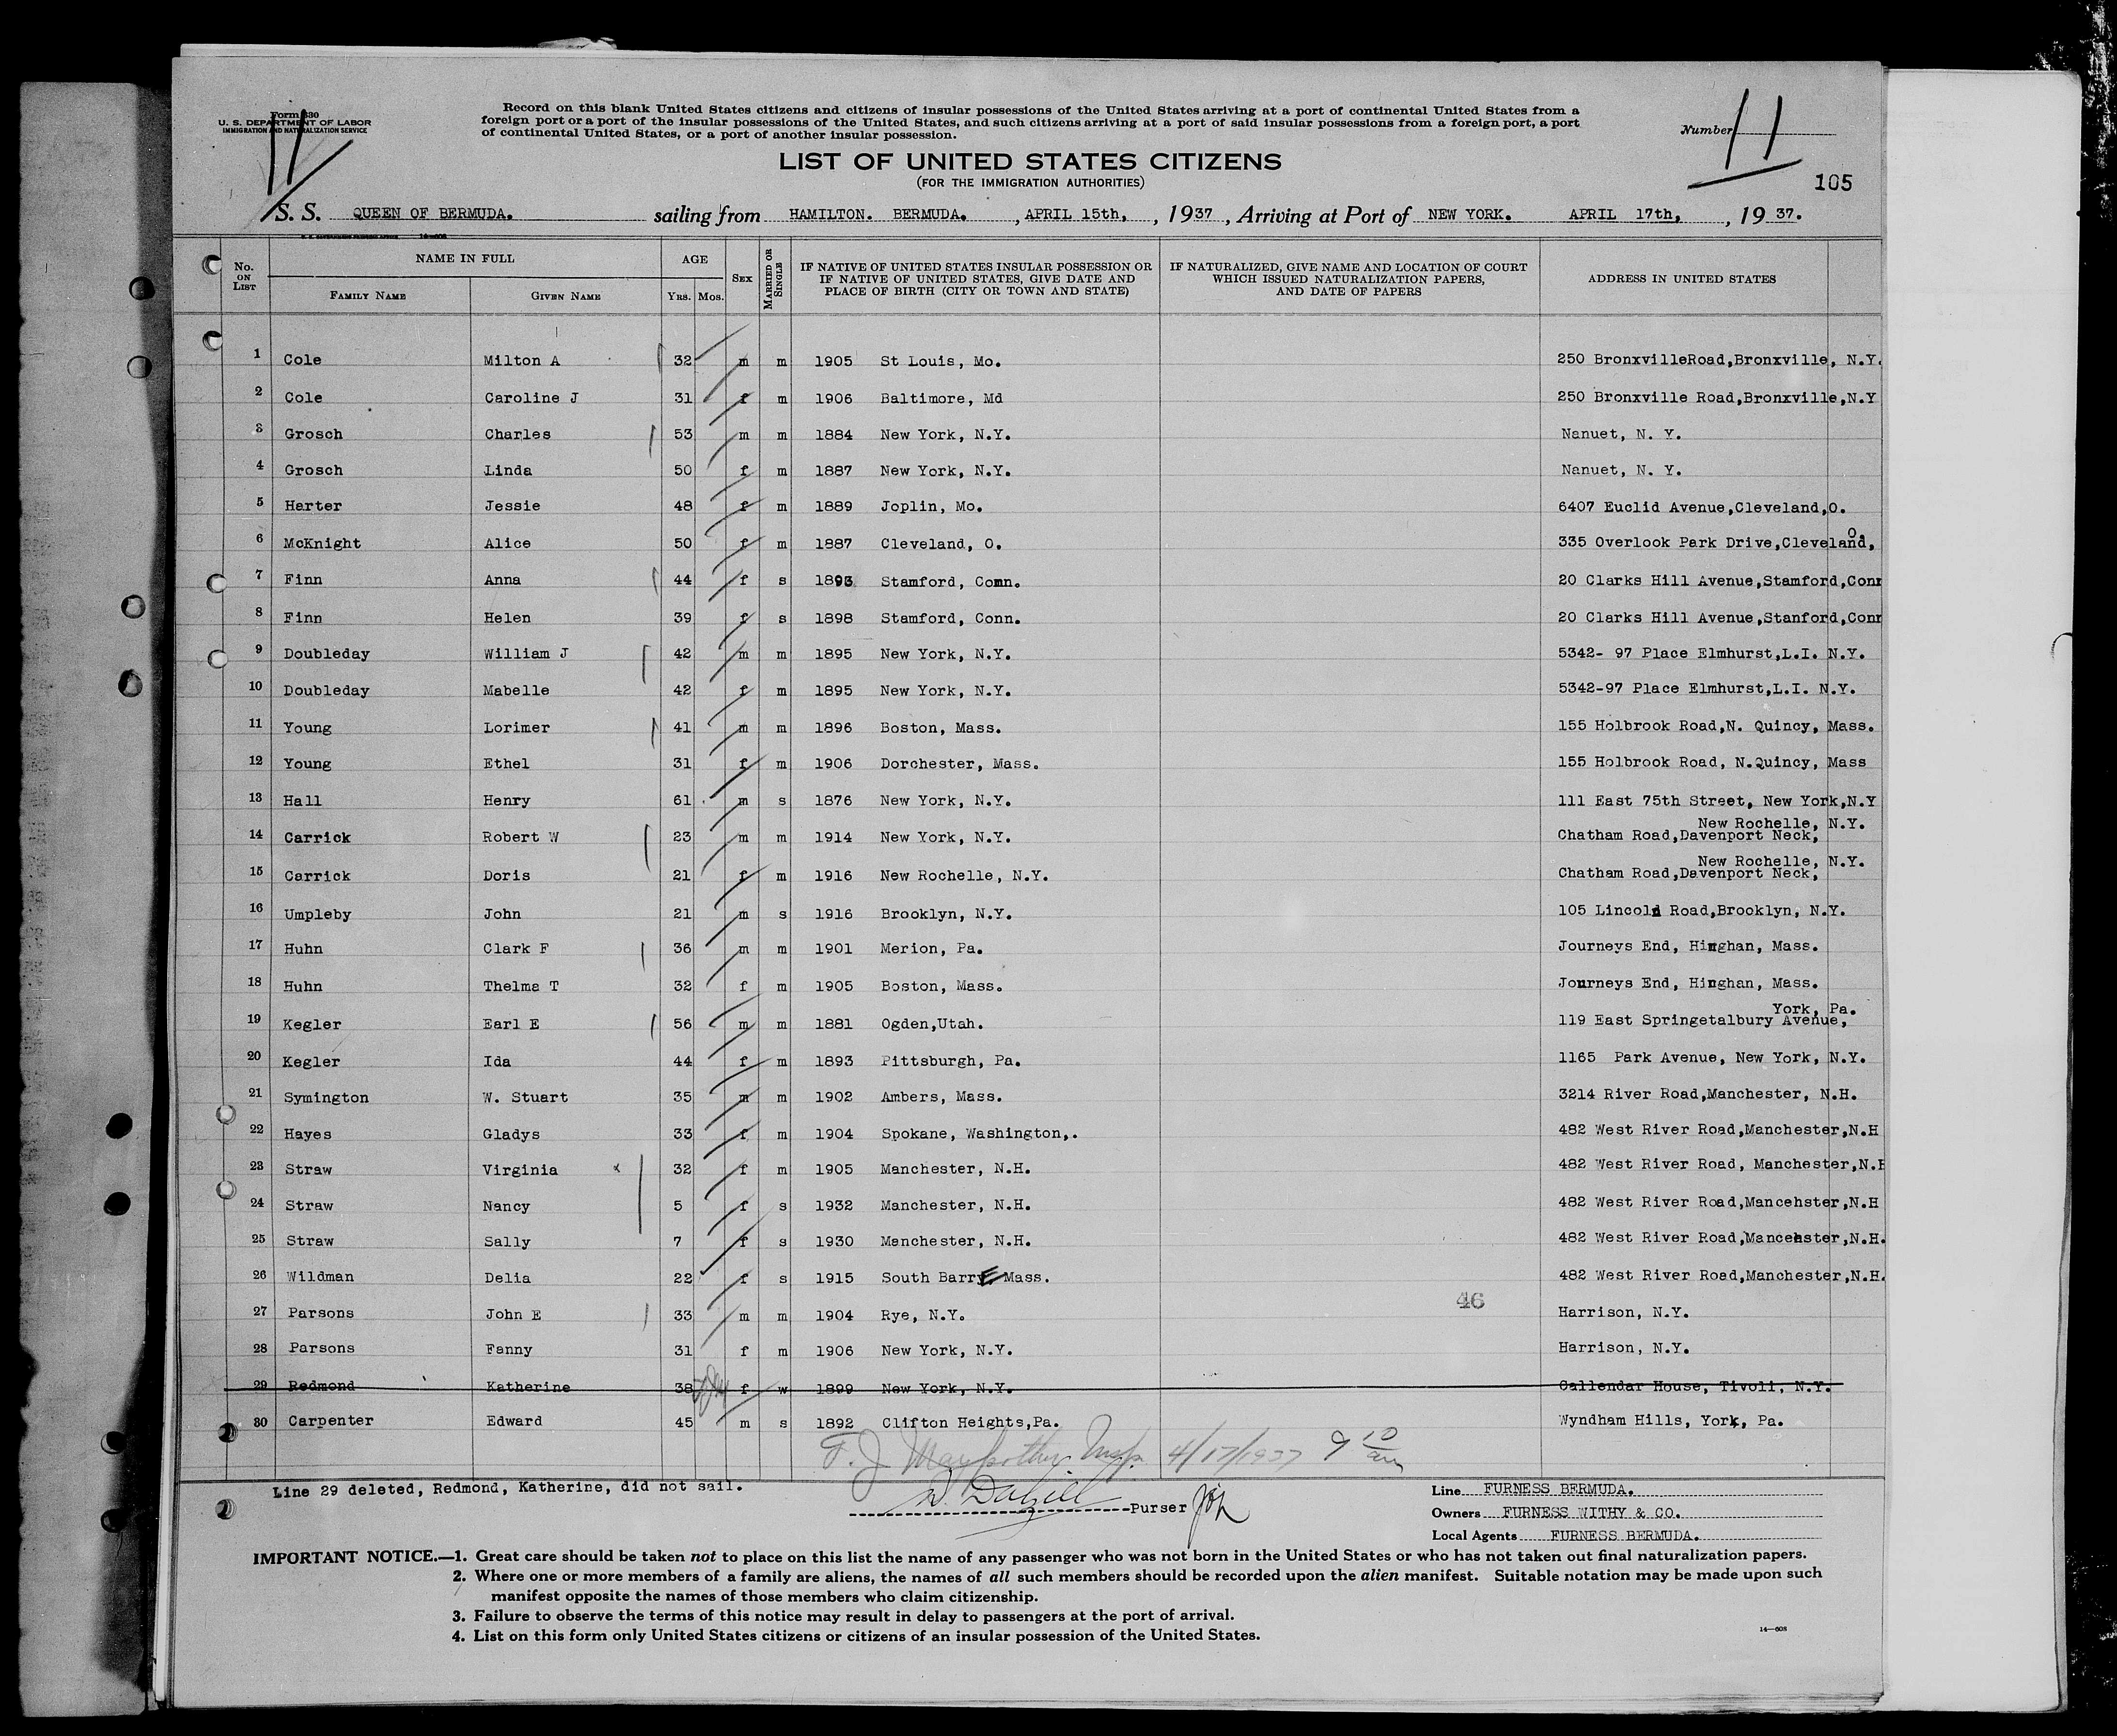 Form 630
U. S. DEPARTMENT OF LABOR
IMMIGRATION AND NATURALIZATION SERVICE
11
Record on this blank United States citizens and citizens of insular possessions of the United States arriving at a port of continental United States from a
foreign port or a port of the insular possessions of the United States, and such citizens arriving at a port of said insular possessions from a foreign port, a port
of continental United States, or a port of another insular possession.
Number 11
LIST OF UNITED STATES CITIZENS
(FOR THE IMMIGRATION AUTHORITIES)
105
S. S. QUEEN OF BERMUDA. sailing from HAMILTON. BERMUDA. , APRIL 15th, , 1937 , Arriving at Port of NEW YORK. APRIL 17th, , 19 37.
No. ON LIST NAME IN FULL FAMILY NAME GIVEN NAME AGE YRS. MOS. SEX MARRIED OR SINGLE IF NATIVE OF UNITED STATES INSULAR POSSESSION OR IF NATIVE OF UNITED STATES, GIVE DATE AND PLACE OF BIRTH (CITY OR TOWN AND STATE) IF NATURALIZED, GIVE NAME AND LOCATION OF COURT WHICH ISSUED NATURALIZATION PAPERS, AND DATE OF PAPERS ADDRESS IN UNITED STATES
1 Cole Milton A 32 m m 1905 St Louis, Mo. 250 BronxvilleRoad,Bronxville, N.Y.
2 Cole Caroline J 31 f m 1906 Baltimore, Md 250 Bronxville Road,Bronxville,N.Y
3 Grosch Charles 53 m m 1884 New York, N.Y. Nanuet, N. Y.
4 Grosch Linda 50 f m 1887 New York, N.Y. Nanuet, N. Y.
5 Harter Jessie 48 f m 1889 Joplin, Mo. 6407 Euclid Avenue,Cleveland,O.
6 McKnight Alice 50 f m 1887 Cleveland, O. 335 Overlook Park Drive,Cleveland, O.
7 Finn Anna 44 f s 1893 Stamford, Conn. 20 Clarks Hill Avenue,Stamford,Conn
8 Finn Helen 39 f s 1898 Stamford, Conn. 20 Clarks Hill Avenue,Stanford,Conn
9 Doubleday William J 42 m m 1895 New York, N.Y. 5342- 97 Place Elmhurst,L.I. N.Y.
10 Doubleday Mabelle 42 f m 1895 New York, N.Y. 5342-97 Place Elmhurst,L.I. N.Y.
11 Young Lorimer 41 m m 1896 Boston, Mass. 155 Holbrook Road,N. Quincy, Mass.
12 Young Ethel 31 f m 1906 Dorchester, Mass. 155 Holbrook Road, N.Quincy, Mass
13 Hall Henry 61 m s 1876 New York, N.Y. 111 East 75th Street, New York,N.Y
14 Carrick Robert W 23 m m 1914 New York, N.Y. Chatham Road,Davenport Neck, New Rochelle, N.Y.
15 Carrick Doris 21 f m 1916 New Rochelle, N.Y. Chatham Road,Davenport Neck, New Rochelle, N.Y.
16 Umpleby John 21 m s 1916 Brooklyn, N.Y. 105 Lincoln Road,Brooklyn, N.Y.
17 Huhn Clark F 36 m m 1901 Merion, Pa. Journeys End, Hinghan, Mass.
18 Huhn Thelma T 32 f m 1905 Boston, Mass. Journeys End, Hinghan, Mass.
19 Kegler Earl E 56 m m 1881 Ogden,Utah. 119 East Springetalbury Avenue, York, Pa.
20 Kegler Ida 44 f m 1893 Pittsburgh, Pa. 1165 Park Avenue, New York, N.Y.
21 Symington W. Stuart 35 m m 1902 Ambers, Mass. 3214 River Road,Manchester, N.H.
22 Hayes Gladys 33 f m 1904 Spokane, Washington,. 482 West River Road,Manchester,N.H
23 Straw Virginia x 32 f m 1905 Manchester, N.H. 482 West River Road, Manchester,N.H
24 Straw Nancy 5 f s 1932 Manchester, N.H. 482 West River Road,Mancehster,N.H
25 Straw Sally 7 f s 1930 Manchester, N.H. 482 West River Road,Mancehster,N.H.
26 Wildman Delia 22 f s 1915 South Barre Mass. 482 West River Road,Manchester,N.H.
46
27 Parsons John E 33 m m 1904 Rye, N.Y. Harrison, N.Y.
28 Parsons Fanny 31 f m 1906 New York, N.Y. Harrison, N.Y.
29 Redmond Katherine 38 f w 1899 New York, N.Y. Callendar House, Tivoli, N.Y.
30 Carpenter Edward 45 m s 1892 Clifton Heights,Pa. Wyndham Hills, York, Pa.
F. J. Insp. 4/17/1937 9 10 am
Line 29 deleted, Redmond, Katherine, did not sail.
Purser
Line FURNESS BERMUDA.
Owners FURNESS WITHY & CO.
Local Agents FURNESS BERMUDA.
IMPORTANT NOTICE.—1. Great care should be taken not to place on this list the name of any passenger who was not born in the United States or who has not taken out final naturalization papers.
2. Where one or more members of a family are aliens, the names of all such members should be recorded upon the alien manifest. Suitable notation may be made upon such
manifest opposite the names of those members who claim citizenship.
3. Failure to observe the terms of this notice may result in delay to passengers at the port of arrival.
4. List on this form only United States citizens or citizens of an insular possession of the United States.
14—608